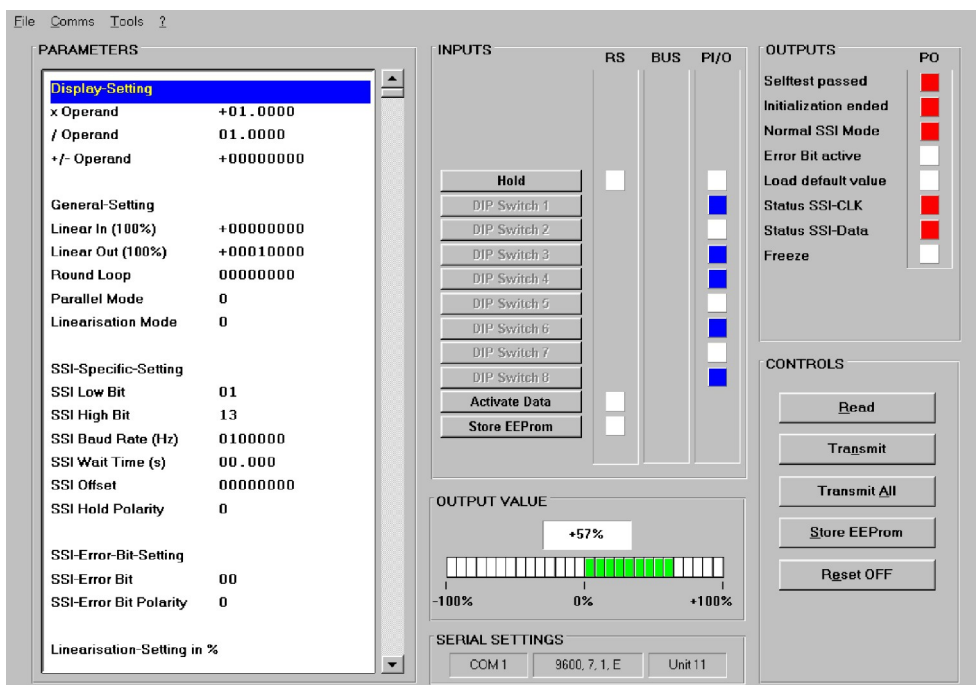 File Comms Tools ?
PARAMETERS
Display-Setting
x Operand +01.0000
/ Operand 01.0000
+/- Operand +00000000
General-Setting
Linear In (100%) +00000000
Linear Out (100%) +00010000
Round Loop 00000000
Parallel Mode 0
Linearisation Mode 0
SSI-Specific-Setting
SSI Low Bit 01
SSI High Bit 13
SSI Baud Rate (Hz) 0100000
SSI Wait Time (s) 00.000
SSI Offset 00000000
SSI Hold Polarity 0
SSI-Error-Bit-Setting
SSI-Error Bit 00
SSI-Error Bit Polarity 0
Linearisation-Setting in %
INPUTS
RS BUS PI/O
Hold
DIP Switch 1
DIP Switch 2
DIP Switch 3
DIP Switch 4
DIP Switch 5
DIP Switch 6
DIP Switch 7
DIP Switch 8
Activate Data
Store EEProm
OUTPUT VALUE
+57%
-100% 0% +100%
SERIAL SETTINGS
COM 1 9600, 7, 1, E Unit 11
OUTPUTS
PO
Selftest passed
Initialization ended
Normal SSI Mode
Error Bit active
Load default value
Status SSI-CLK
Status SSI-Data
Freeze
CONTROLS
Read
Transmit
Transmit All
Store EEProm
Reset OFF